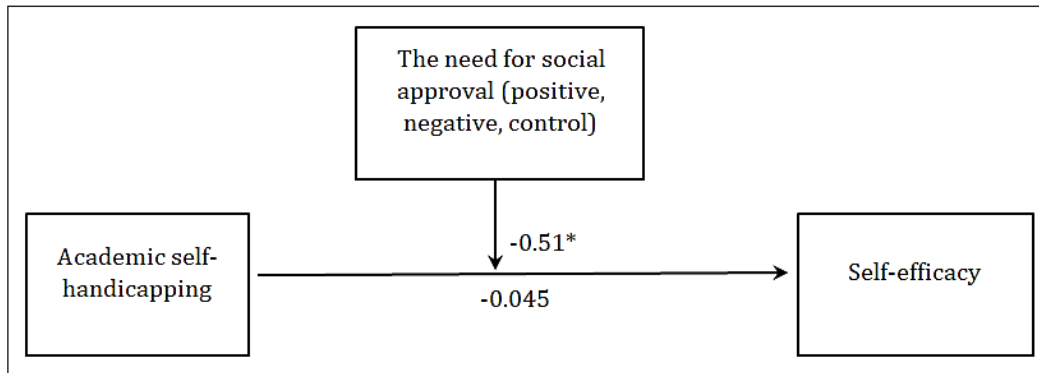 The need for social
approval (positive,
negative, control)
-0.51*
Academic self-
handicapping
-0.045
Self-efficacy